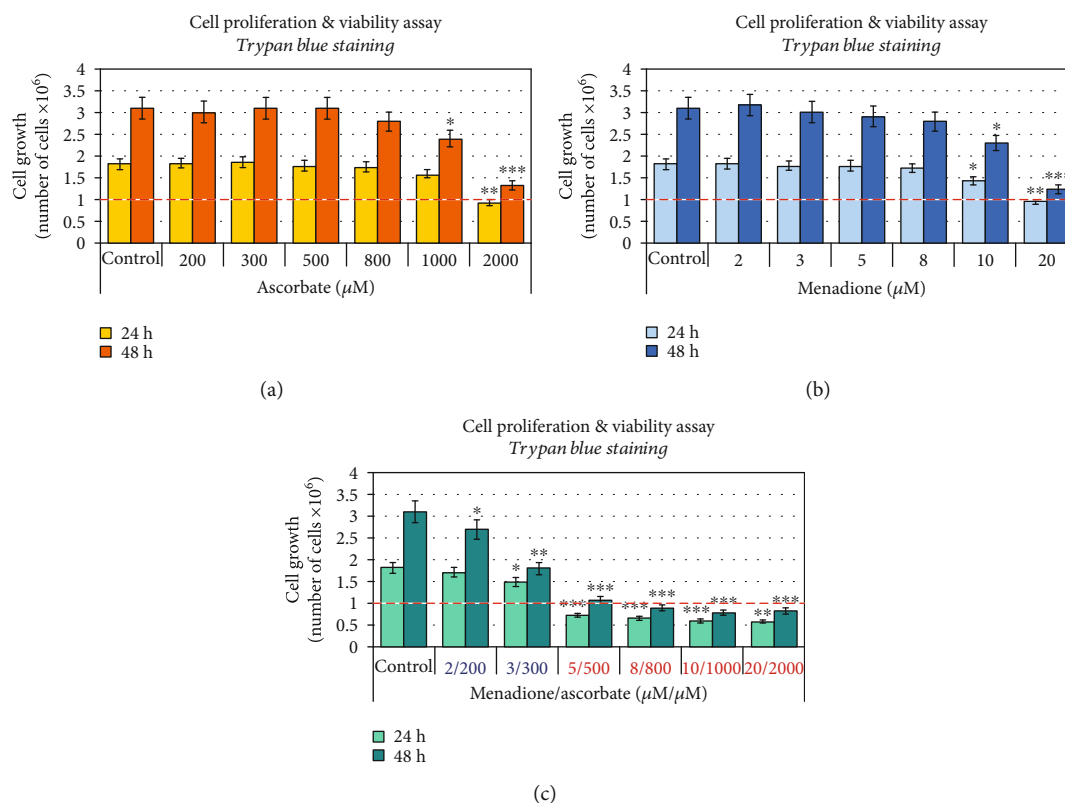 Cell proliferation & viability assay
Trypan blue staining
Cell growth
(number of cells ×10⁶)
4
3.5
3
2.5
2
1.5
1
0.5
0
*
**
***
Control 200 300 500 800 1000 2000
Ascorbate (μM)
24 h
48 h
(a)
Cell proliferation & viability assay
Trypan blue staining
Cell growth
(number of cells ×10⁶)
4
3.5
3
2.5
2
1.5
1
0.5
0
*
*
**
***
Control 2 3 5 8 10 20
Menadione (μM)
24 h
48 h
(b)
Cell proliferation & viability assay
Trypan blue staining
Cell growth
(number of cells ×10⁶)
4
3.5
3
2.5
2
1.5
1
0.5
0
*
*
**
***
***
***
***
***
***
**
***
Control 2/200 3/300 5/500 8/800 10/1000 20/2000
Menadione/ascorbate (μM/μM)
24 h
48 h
(c)